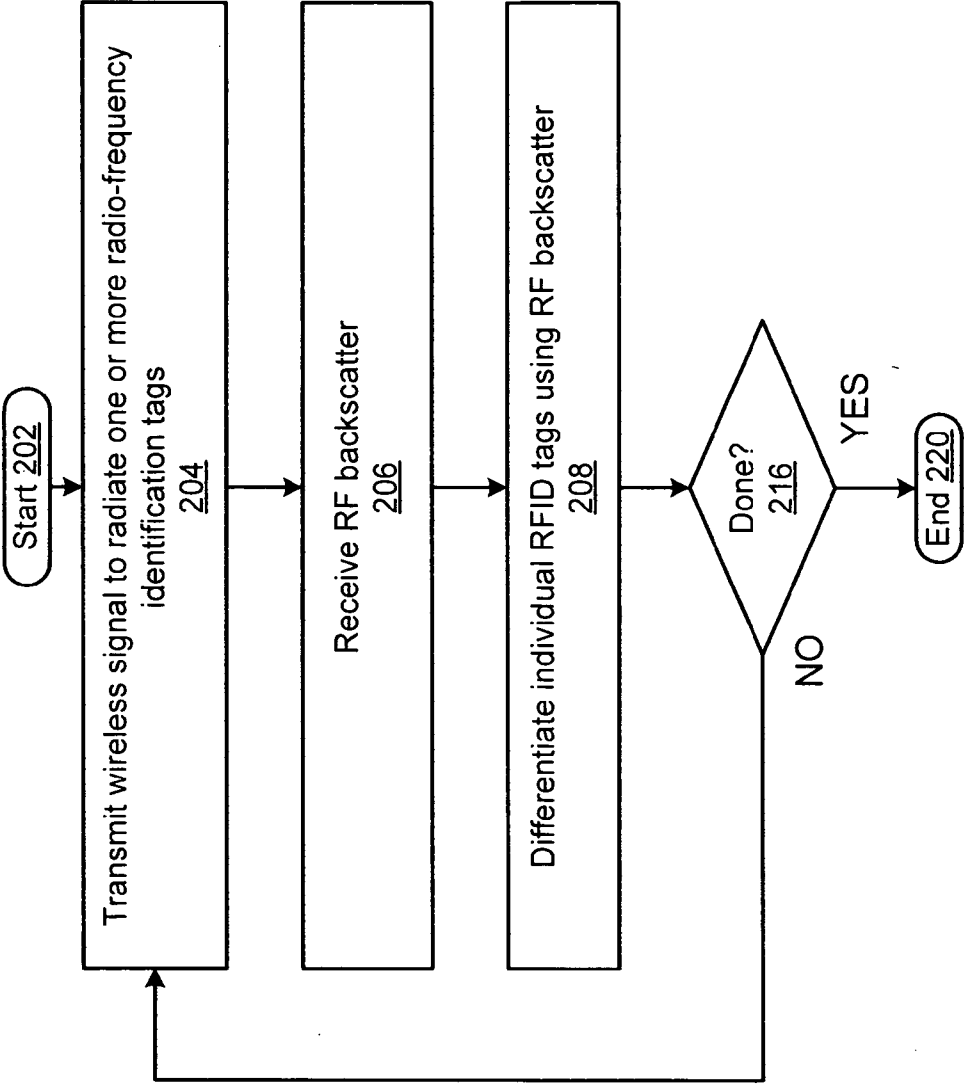 Start 202
Transmit wireless signal to radiate one or more radio-frequency
identification tags
204
Receive RF backscatter
206
Differentiate individual RFID tags using RF backscatter
208
Done?
216
NO
YES
End 220